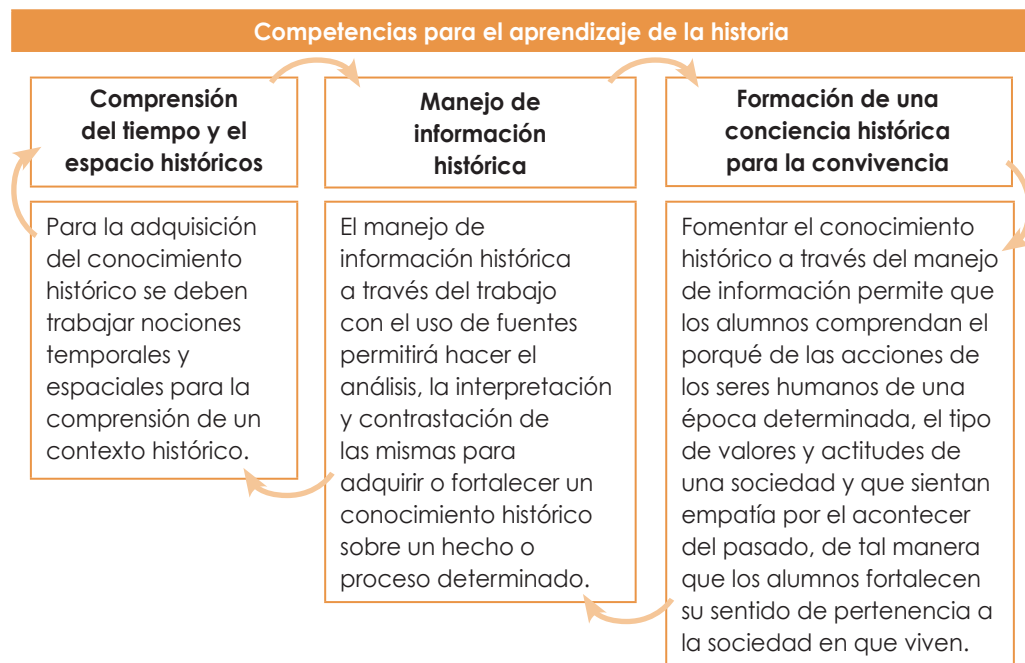 Competencias para el aprendizaje de la historia
Comprensión
del tiempo y el
espacio históricos
Para la adquisición
del conocimiento
histórico se deben
trabajar nociones
temporales y
espaciales para la
comprensión de un
contexto histórico.
Manejo de
información
histórica
El manejo de
información histórica
a través del trabajo
con el uso de fuentes
permitirá hacer el
análisis, la interpretación
y contrastación de
las mismas para
adquirir o fortalecer un
conocimiento histórico
sobre un hecho o
proceso determinado.
Formación de una
conciencia histórica
para la convivencia
Fomentar el conocimiento
histórico a través del manejo
de información permite que
los alumnos comprendan el
porqué de las acciones de
los seres humanos de una
época determinada, el tipo
de valores y actitudes de
una sociedad y que sientan
empatía por el acontecer
del pasado, de tal manera
que los alumnos fortalecen
su sentido de pertenencia a
la sociedad en que viven.